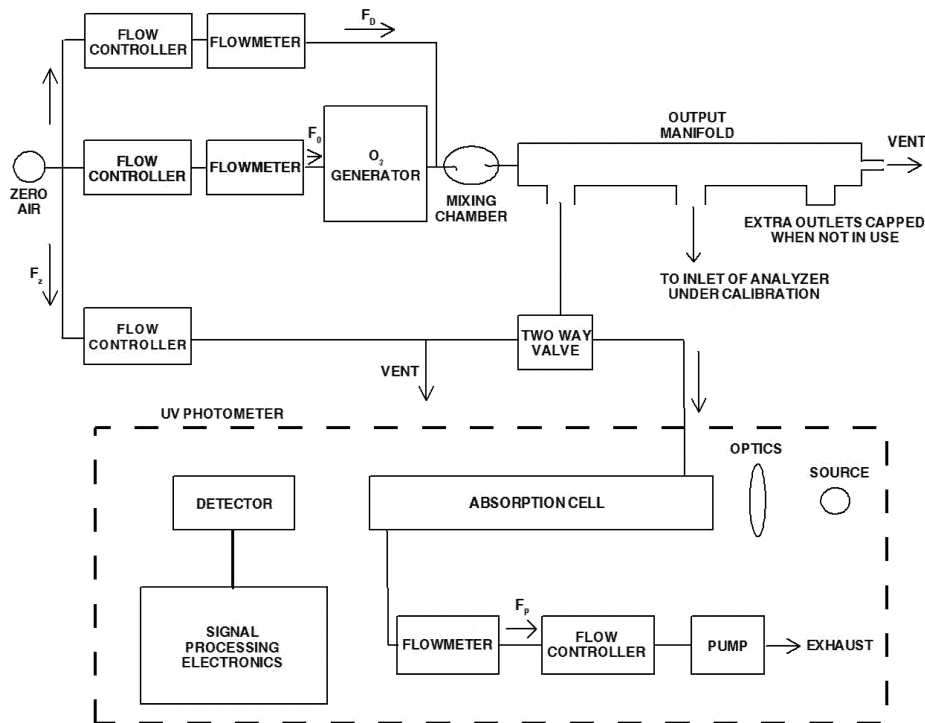 F_D
FLOW
CONTROLLER
FLOWMETER
F_0
FLOW
CONTROLLER
FLOWMETER
O_3
GENERATOR
MIXING
CHAMBER
OUTPUT
MANIFOLD
VENT
ZERO
AIR
EXTRA OUTLETS CAPPED
WHEN NOT IN USE
TO INLET OF ANALYZER
UNDER CALIBRATION
F_z
FLOW
CONTROLLER
TWO WAY
VALVE
VENT
UV PHOTOMETER
OPTICS
SOURCE
DETECTOR
ABSORPTION CELL
SIGNAL
PROCESSING
ELECTRONICS
FLOWMETER
F_p
FLOW
CONTROLLER
PUMP
EXHAUST